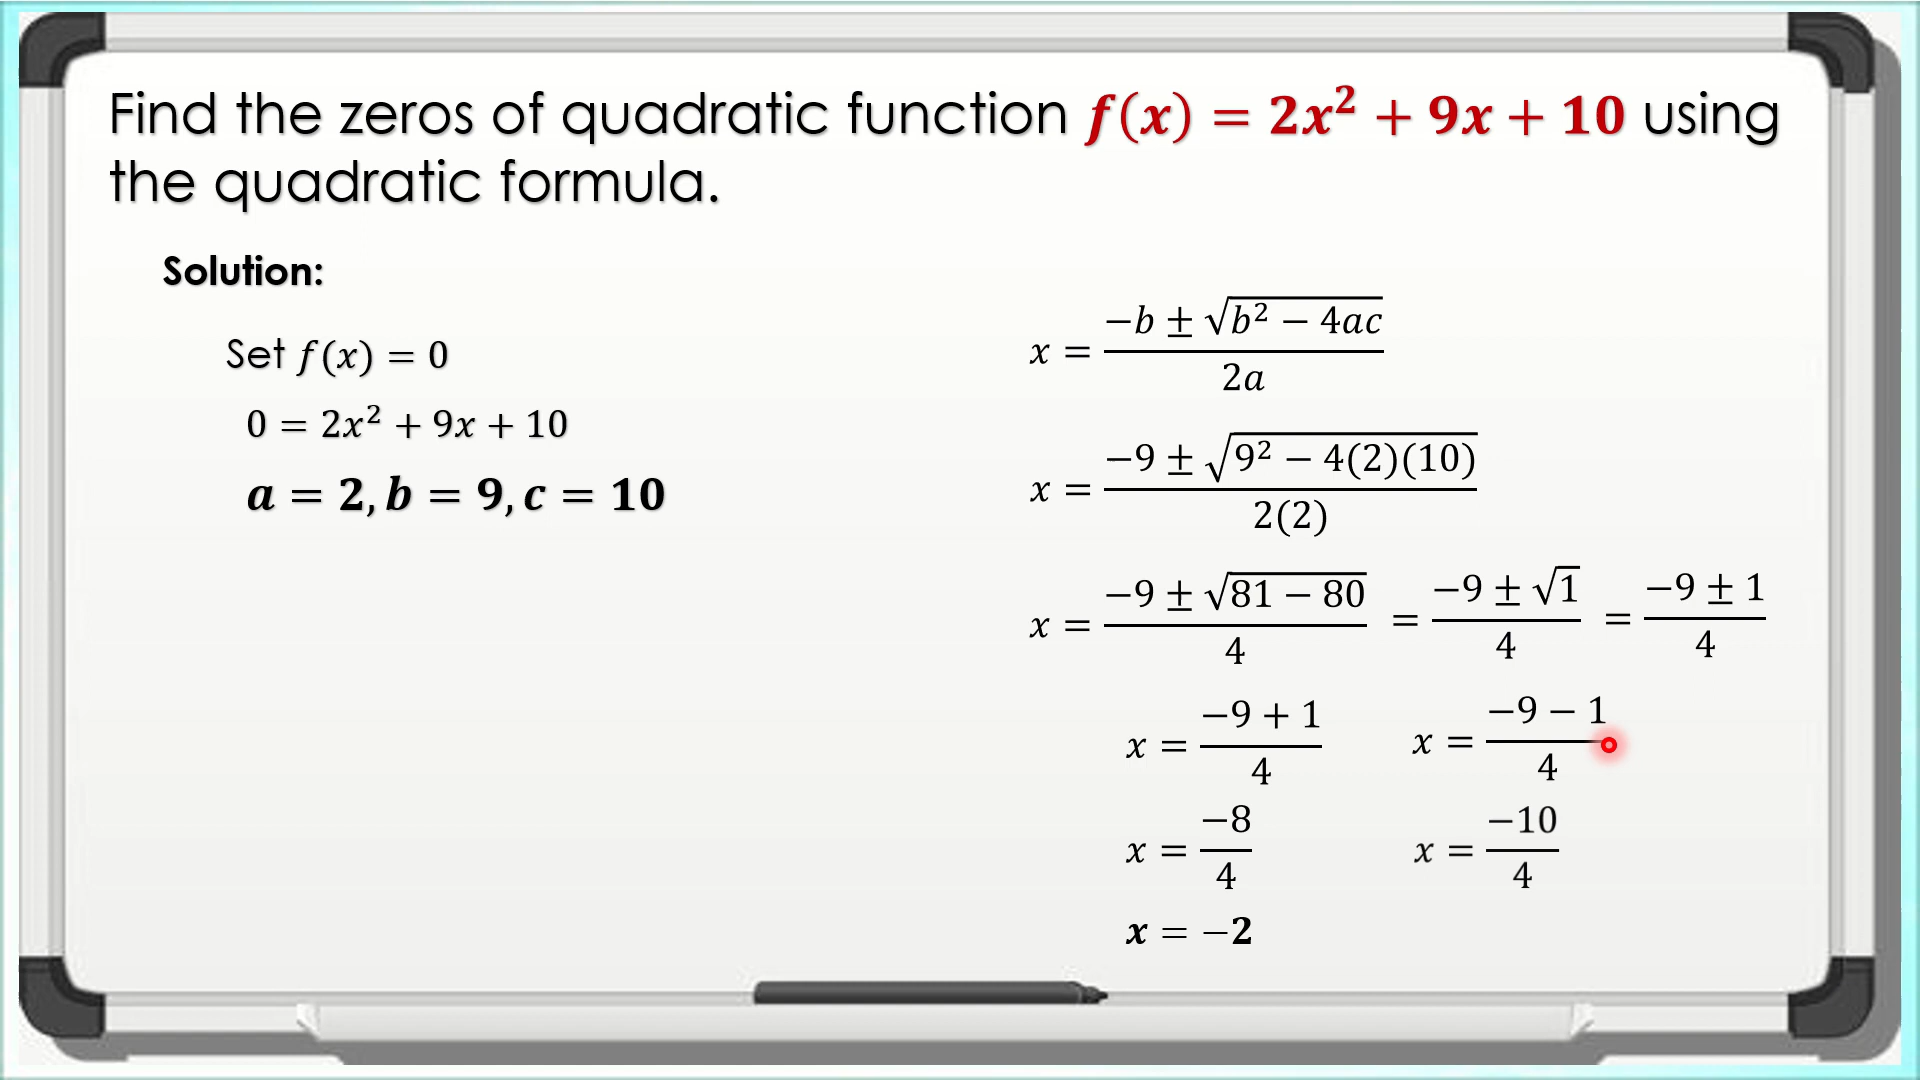 Find the zeros of quadratic function f(x) = 2x² + 9x + 10 using
the quadratic formula.
Solution:
Set f(x) = 0
0 = 2x² + 9x + 10
a = 2, b = 9, c = 10
x = (−b ± √(b² − 4ac)) / 2a
x = (−9 ± √(9² − 4(2)(10))) / 2(2)
x = (−9 ± √(81 − 80)) / 4 = (−9 ± √1) / 4 = (−9 ± 1) / 4
x = (−9 + 1) / 4
x = (−9 − 1) / 4
x = −8 / 4
x = −10 / 4
x = −2